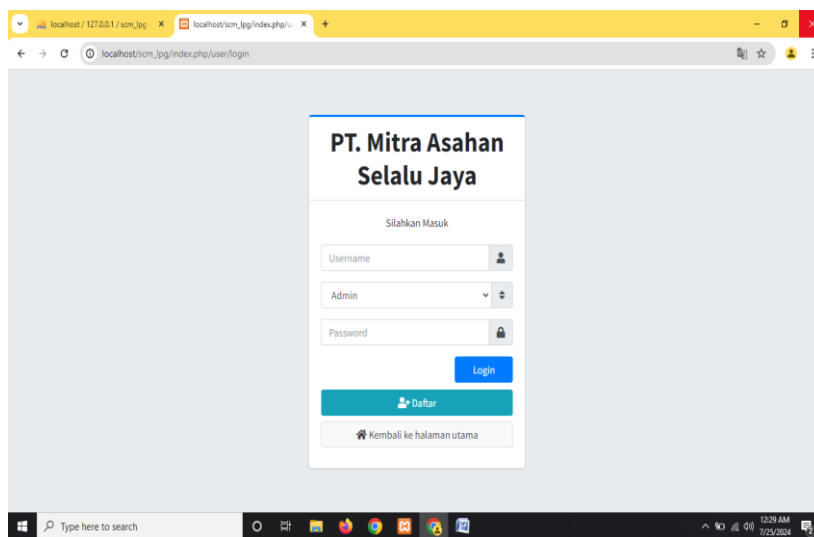 localhost / 127.0.0.1 / scm_lpg
localhost/scm_lpg/index.php/u
localhost/scm_lpg/index.php/user/login
PT. Mitra Asahan
Selalu Jaya
Silahkan Masuk
Username
Admin
Password
Login
Daftar
Kembali ke halaman utama
Type here to search
12:29 AM
7/25/2024